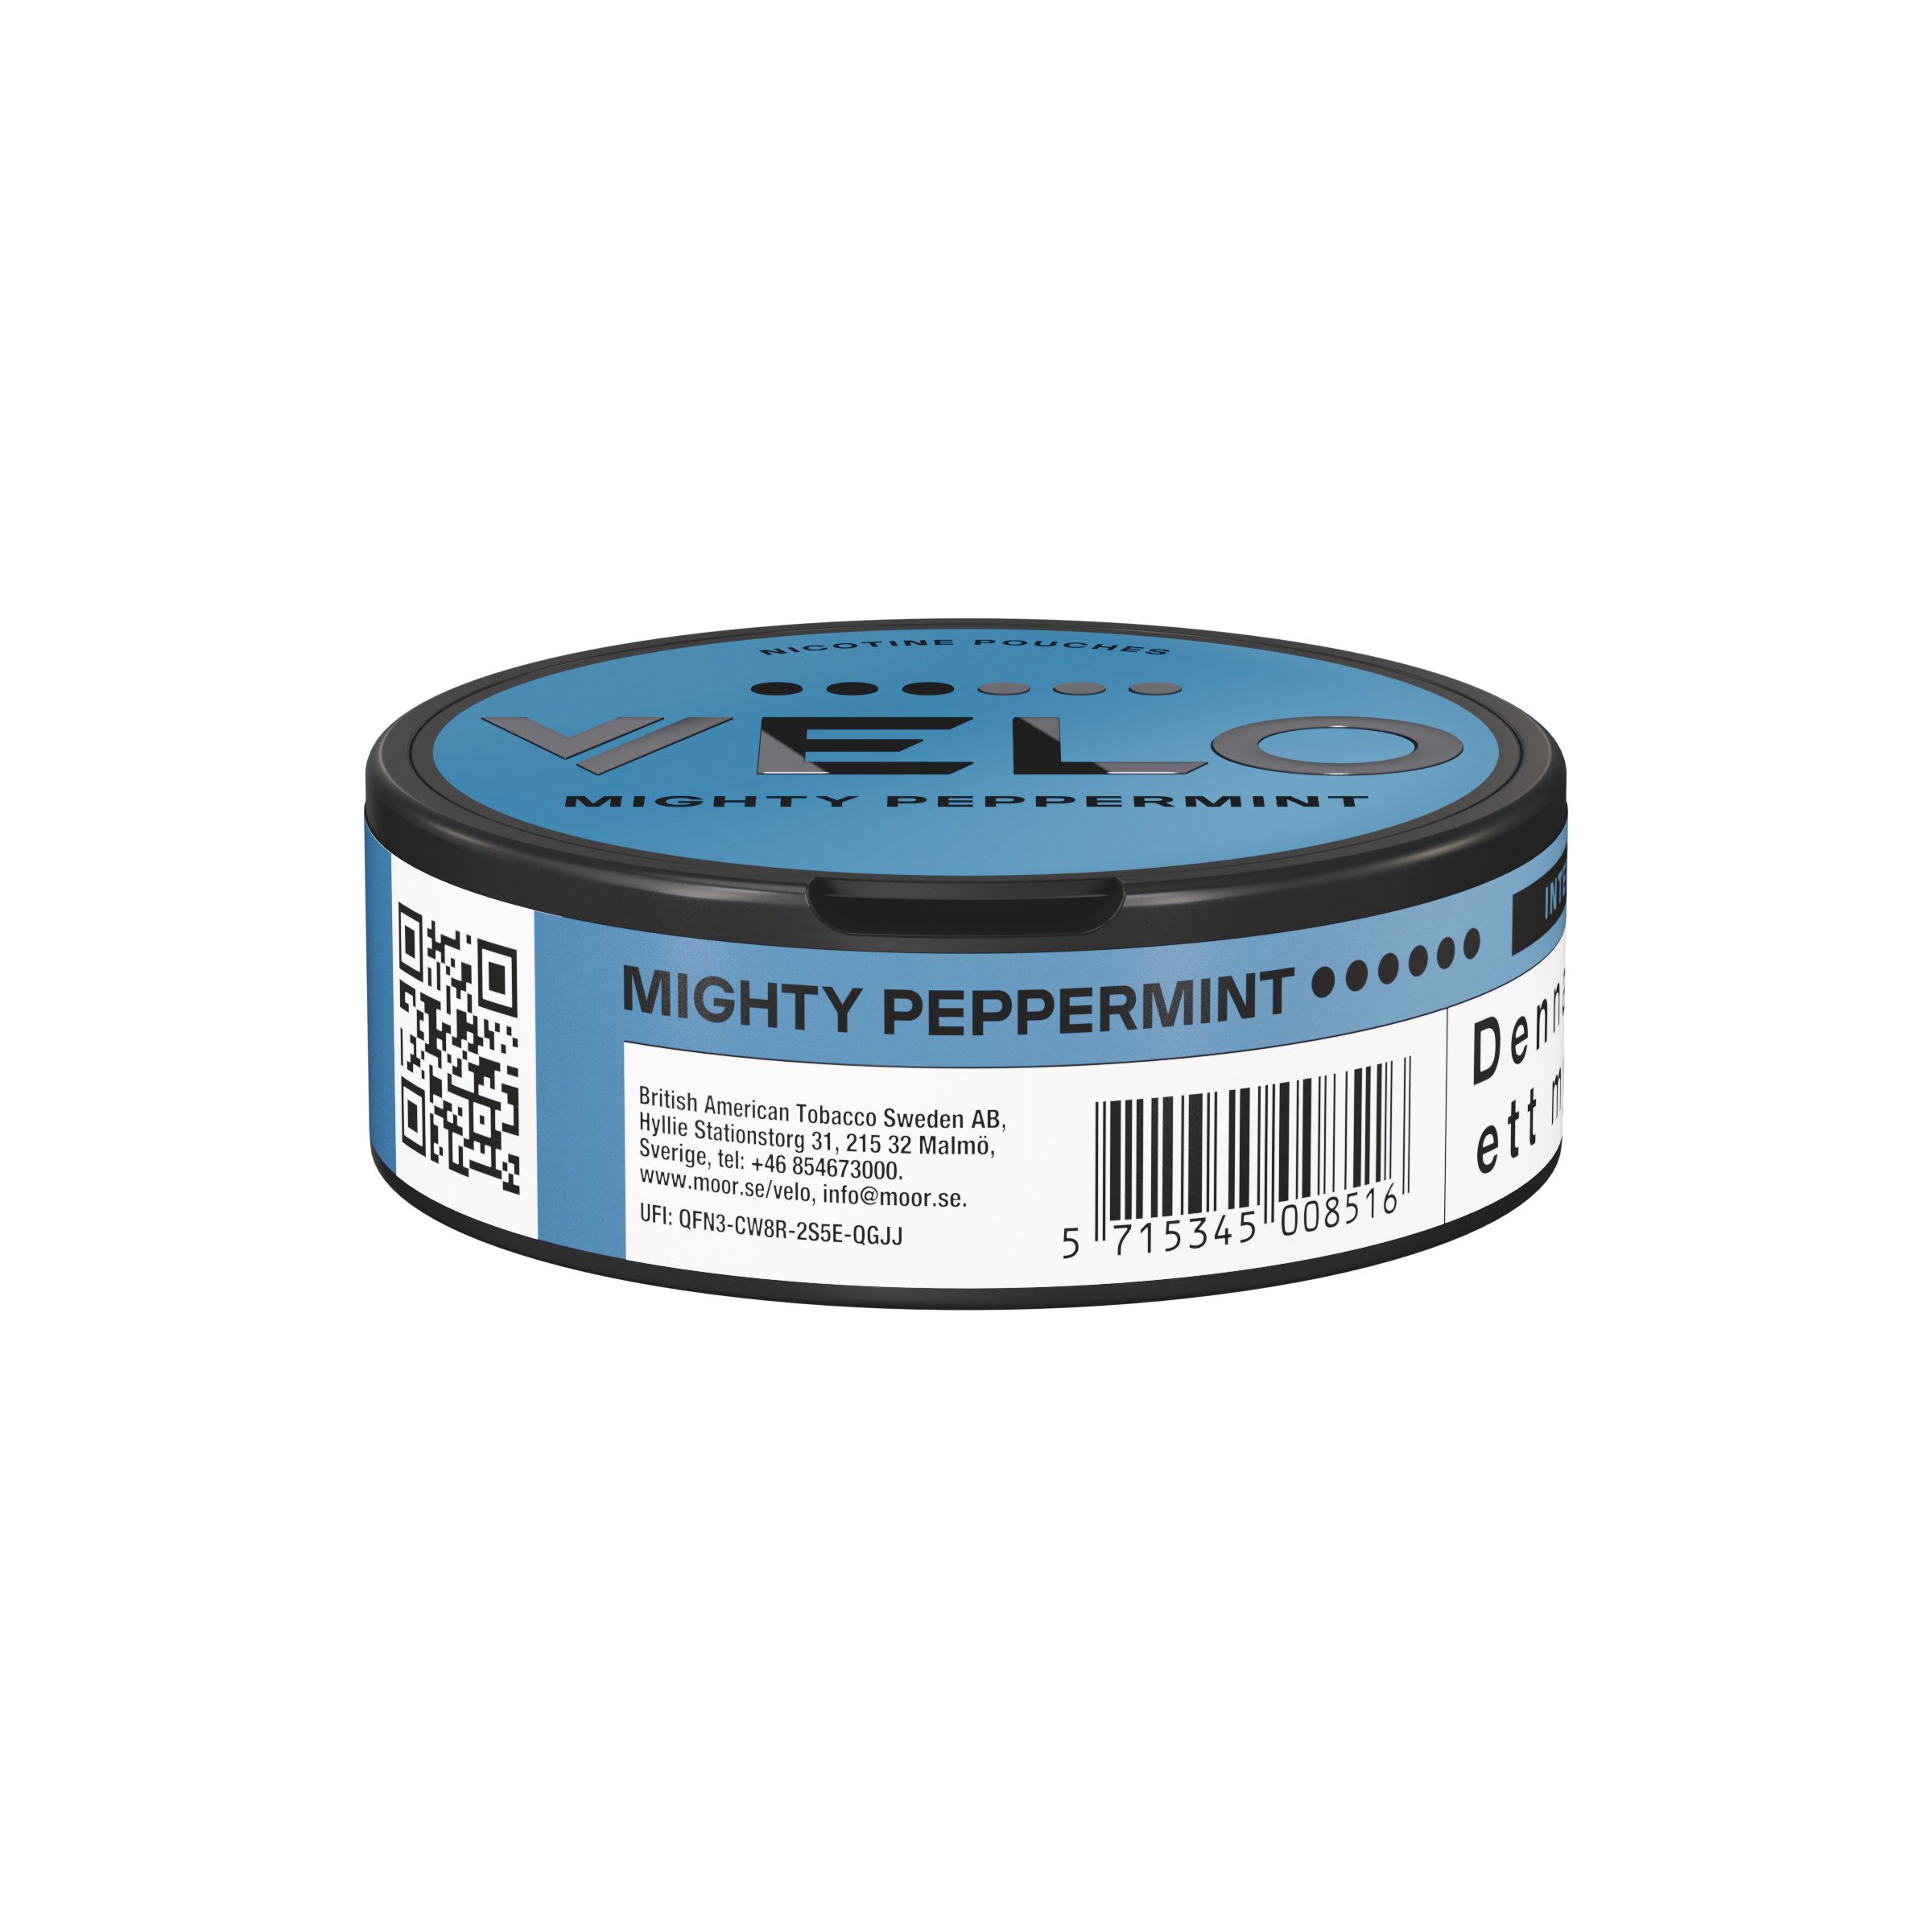 NICOTINE POUCHES
VELO
MIGHTY PEPPERMINT
MIGHTY PEPPERMINT
British American Tobacco Sweden AB,
Hyllie Stationstorg 31, 215 32 Malmö,
Sverige, tel: +46 854673000.
www.moor.se/velo, info@moor.se.
UFI: QFN3-CW8R-2S5E-QGJJ
5 715345 008516
ett